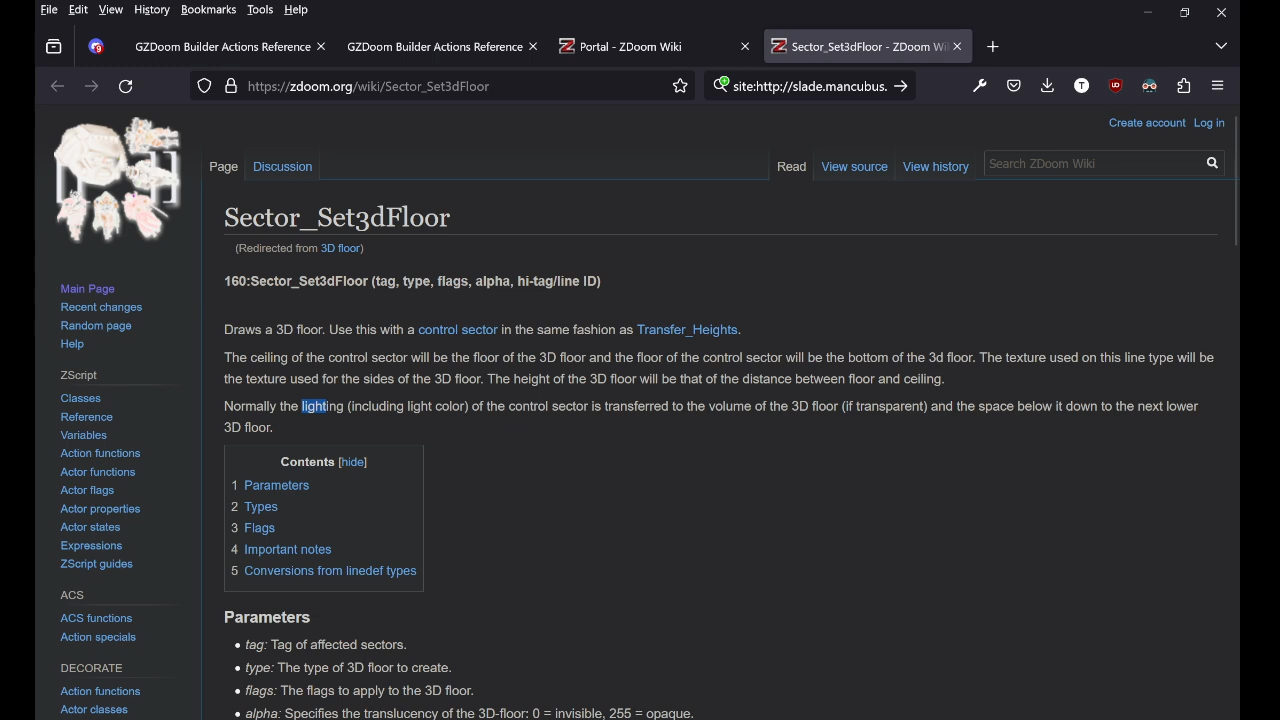 File Edit View History Bookmarks Tools Help
9 GZDoom Builder Actions Reference GZDoom Builder Actions Reference Portal - ZDoom Wiki Sector_Set3dFloor - ZDoom Wi
https://zdoom.org/wiki/Sector_Set3dFloor site:http://slade.mancubus. T
Create account Log in
Page Discussion Read View source View history Search ZDoom Wiki
Sector_Set3dFloor
(Redirected from 3D floor)
160:Sector_Set3dFloor (tag, type, flags, alpha, hi-tag/line ID)
Draws a 3D floor. Use this with a control sector in the same fashion as Transfer_Heights.
The ceiling of the control sector will be the floor of the 3D floor and the floor of the control sector will be the bottom of the 3d floor. The texture used on this line type will be
the texture used for the sides of the 3D floor. The height of the 3D floor will be that of the distance between floor and ceiling.
Normally the lighting (including light color) of the control sector is transferred to the volume of the 3D floor (if transparent) and the space below it down to the next lower
3D floor.
Contents [hide]
1 Parameters
2 Types
3 Flags
4 Important notes
5 Conversions from linedef types
Parameters
• tag: Tag of affected sectors.
• type: The type of 3D floor to create.
• flags: The flags to apply to the 3D floor.
• alpha: Specifies the translucency of the 3D-floor: 0 = invisible, 255 = opaque.
Main Page
Recent changes
Random page
Help
ZScript
Classes
Reference
Variables
Action functions
Actor functions
Actor flags
Actor properties
Actor states
Expressions
ZScript guides
ACS
ACS functions
Action specials
DECORATE
Action functions
Actor classes